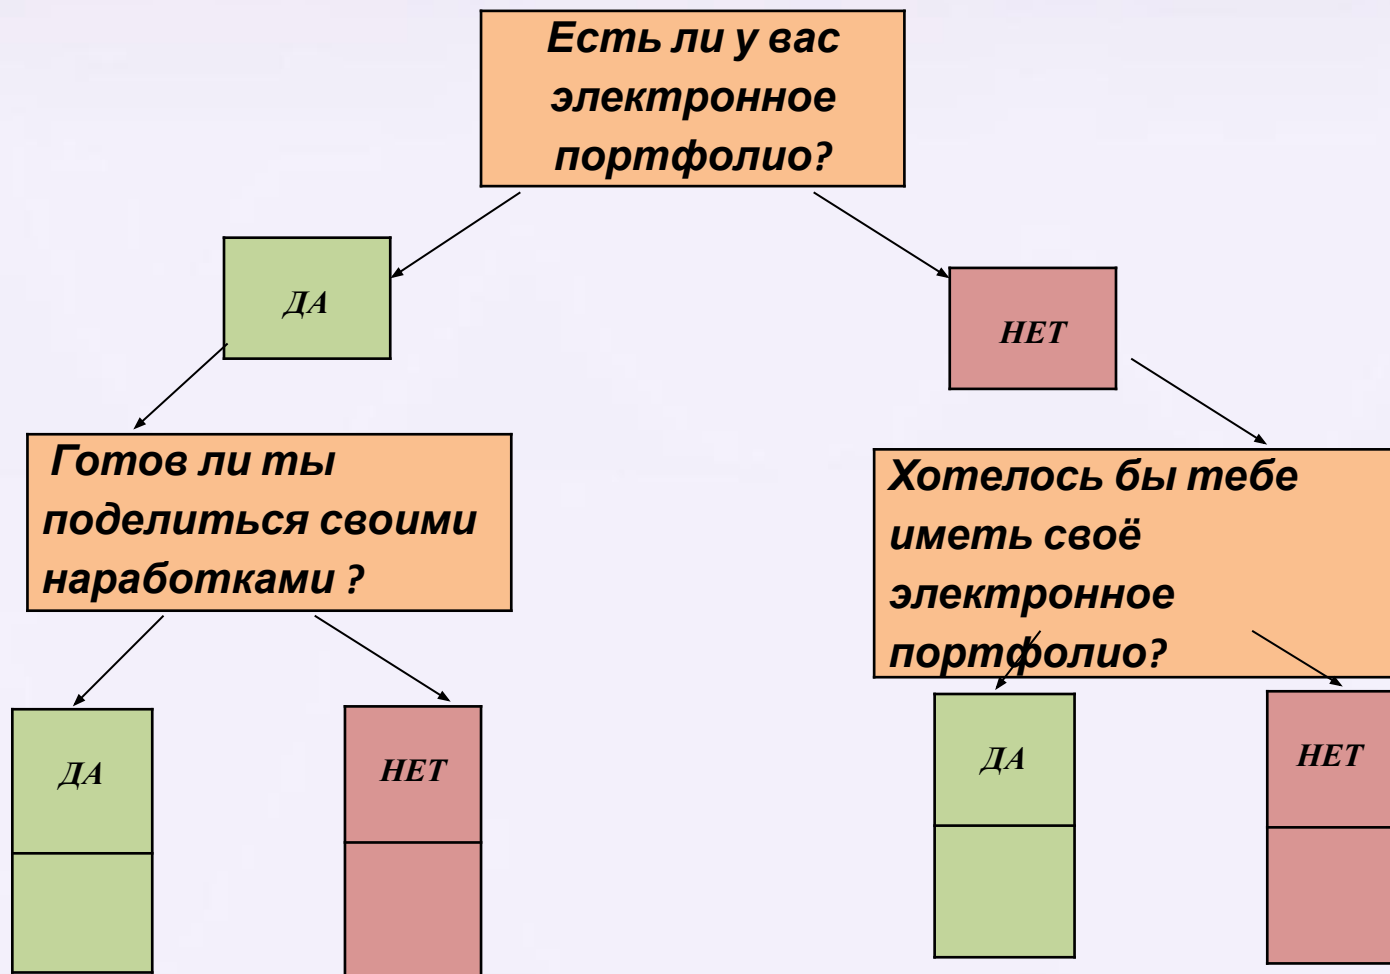 Есть ли у вас
электронное
портфолио?
ДА
НЕТ
Готов ли ты
поделиться своими
наработками ?
Хотелось бы тебе
иметь своё
электронное
портфолио?
ДА
НЕТ
ДА
НЕТ